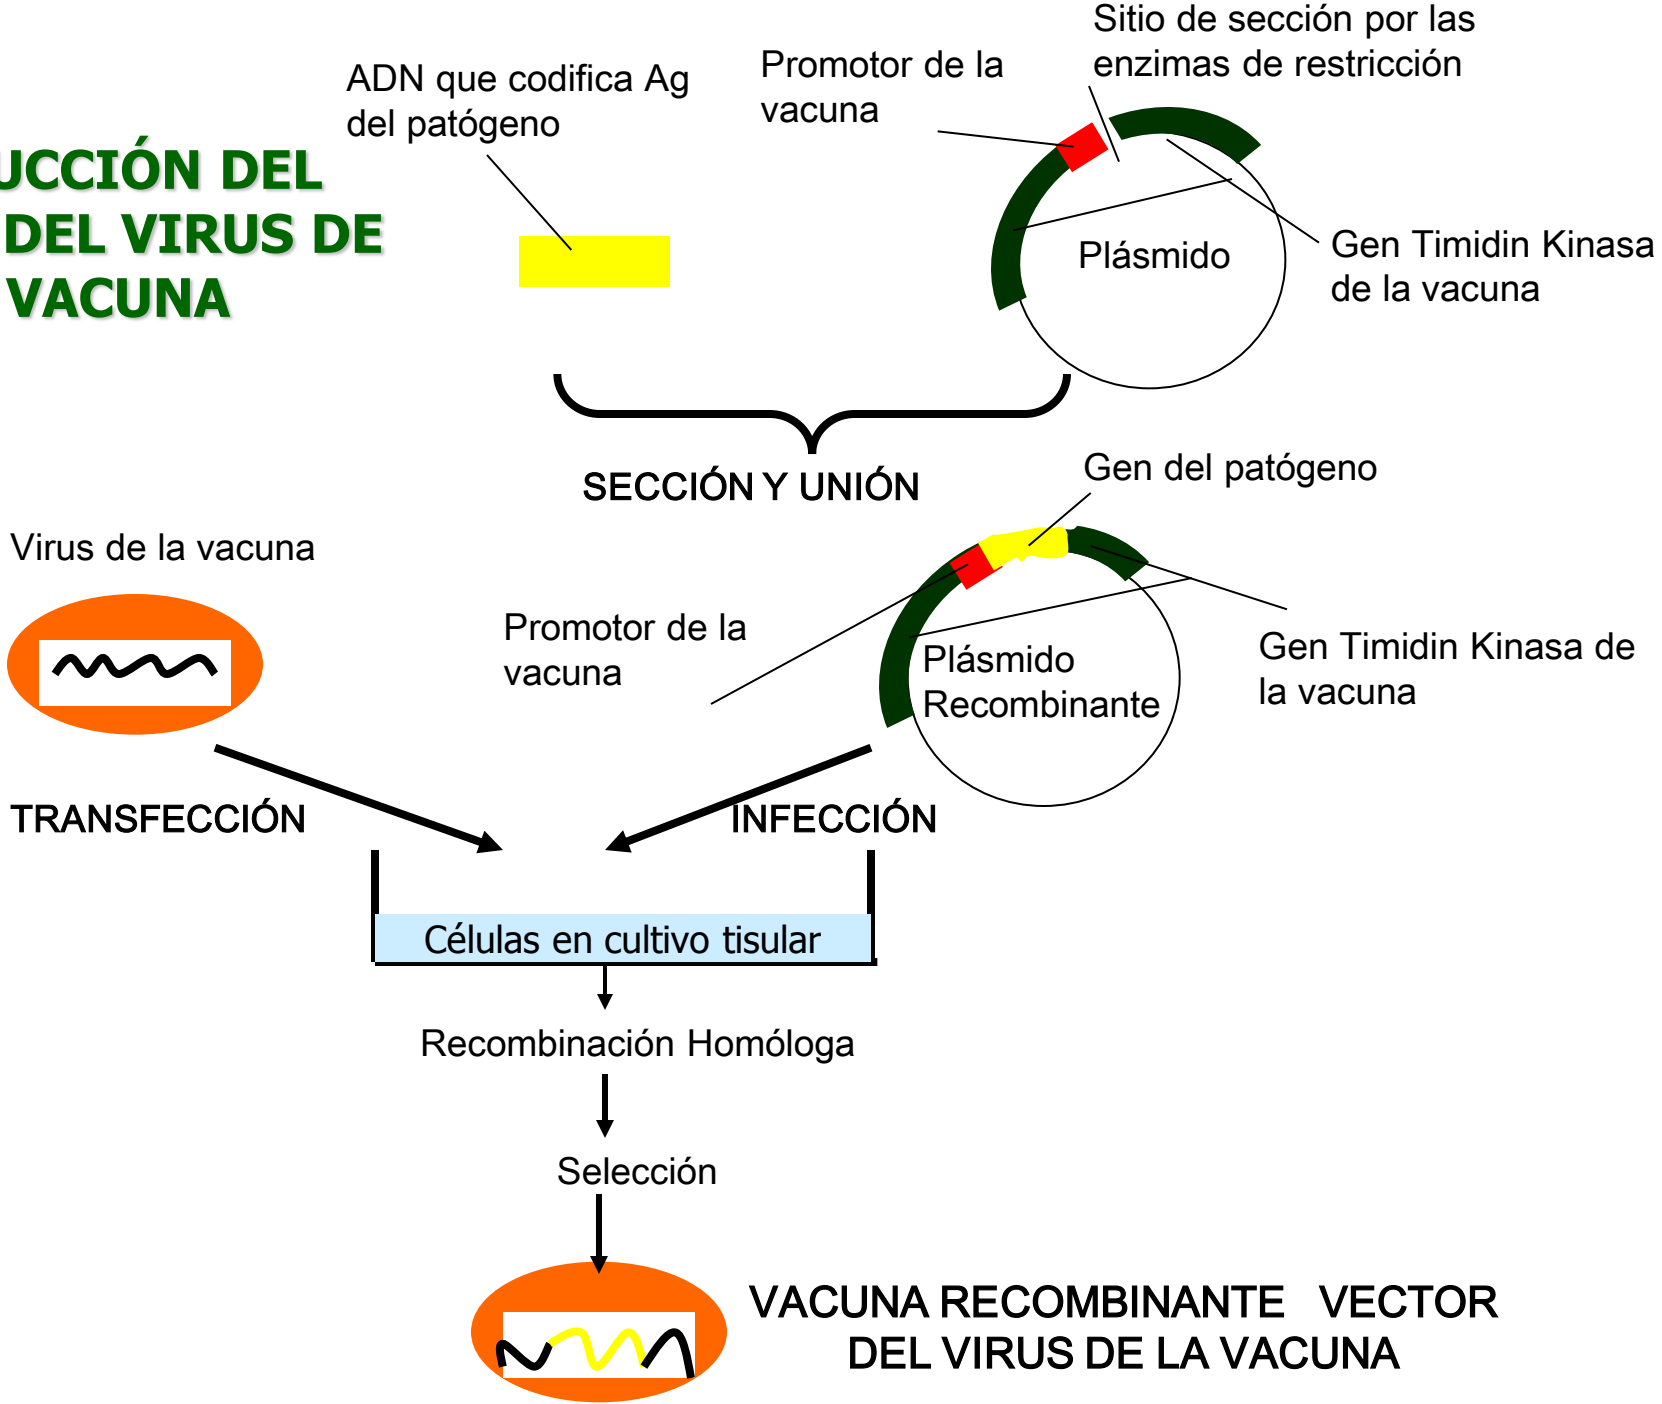 Sitio de sección por las
enzimas de restricción
Promotor de la
vacuna
ADN que codifica Ag
del patógeno
UCCIÓN DEL
DEL VIRUS DE
VACUNA
Plásmido
Gen Timidin Kinasa
de la vacuna
SECCIÓN Y UNIÓN
Gen del patógeno
Virus de la vacuna
Promotor de la
vacuna
Plásmido
Recombinante
Gen Timidin Kinasa de
la vacuna
TRANSFECCIÓN
INFECCIÓN
Células en cultivo tisular
Recombinación Homóloga
Selección
VACUNA RECOMBINANTE VECTOR
DEL VIRUS DE LA VACUNA